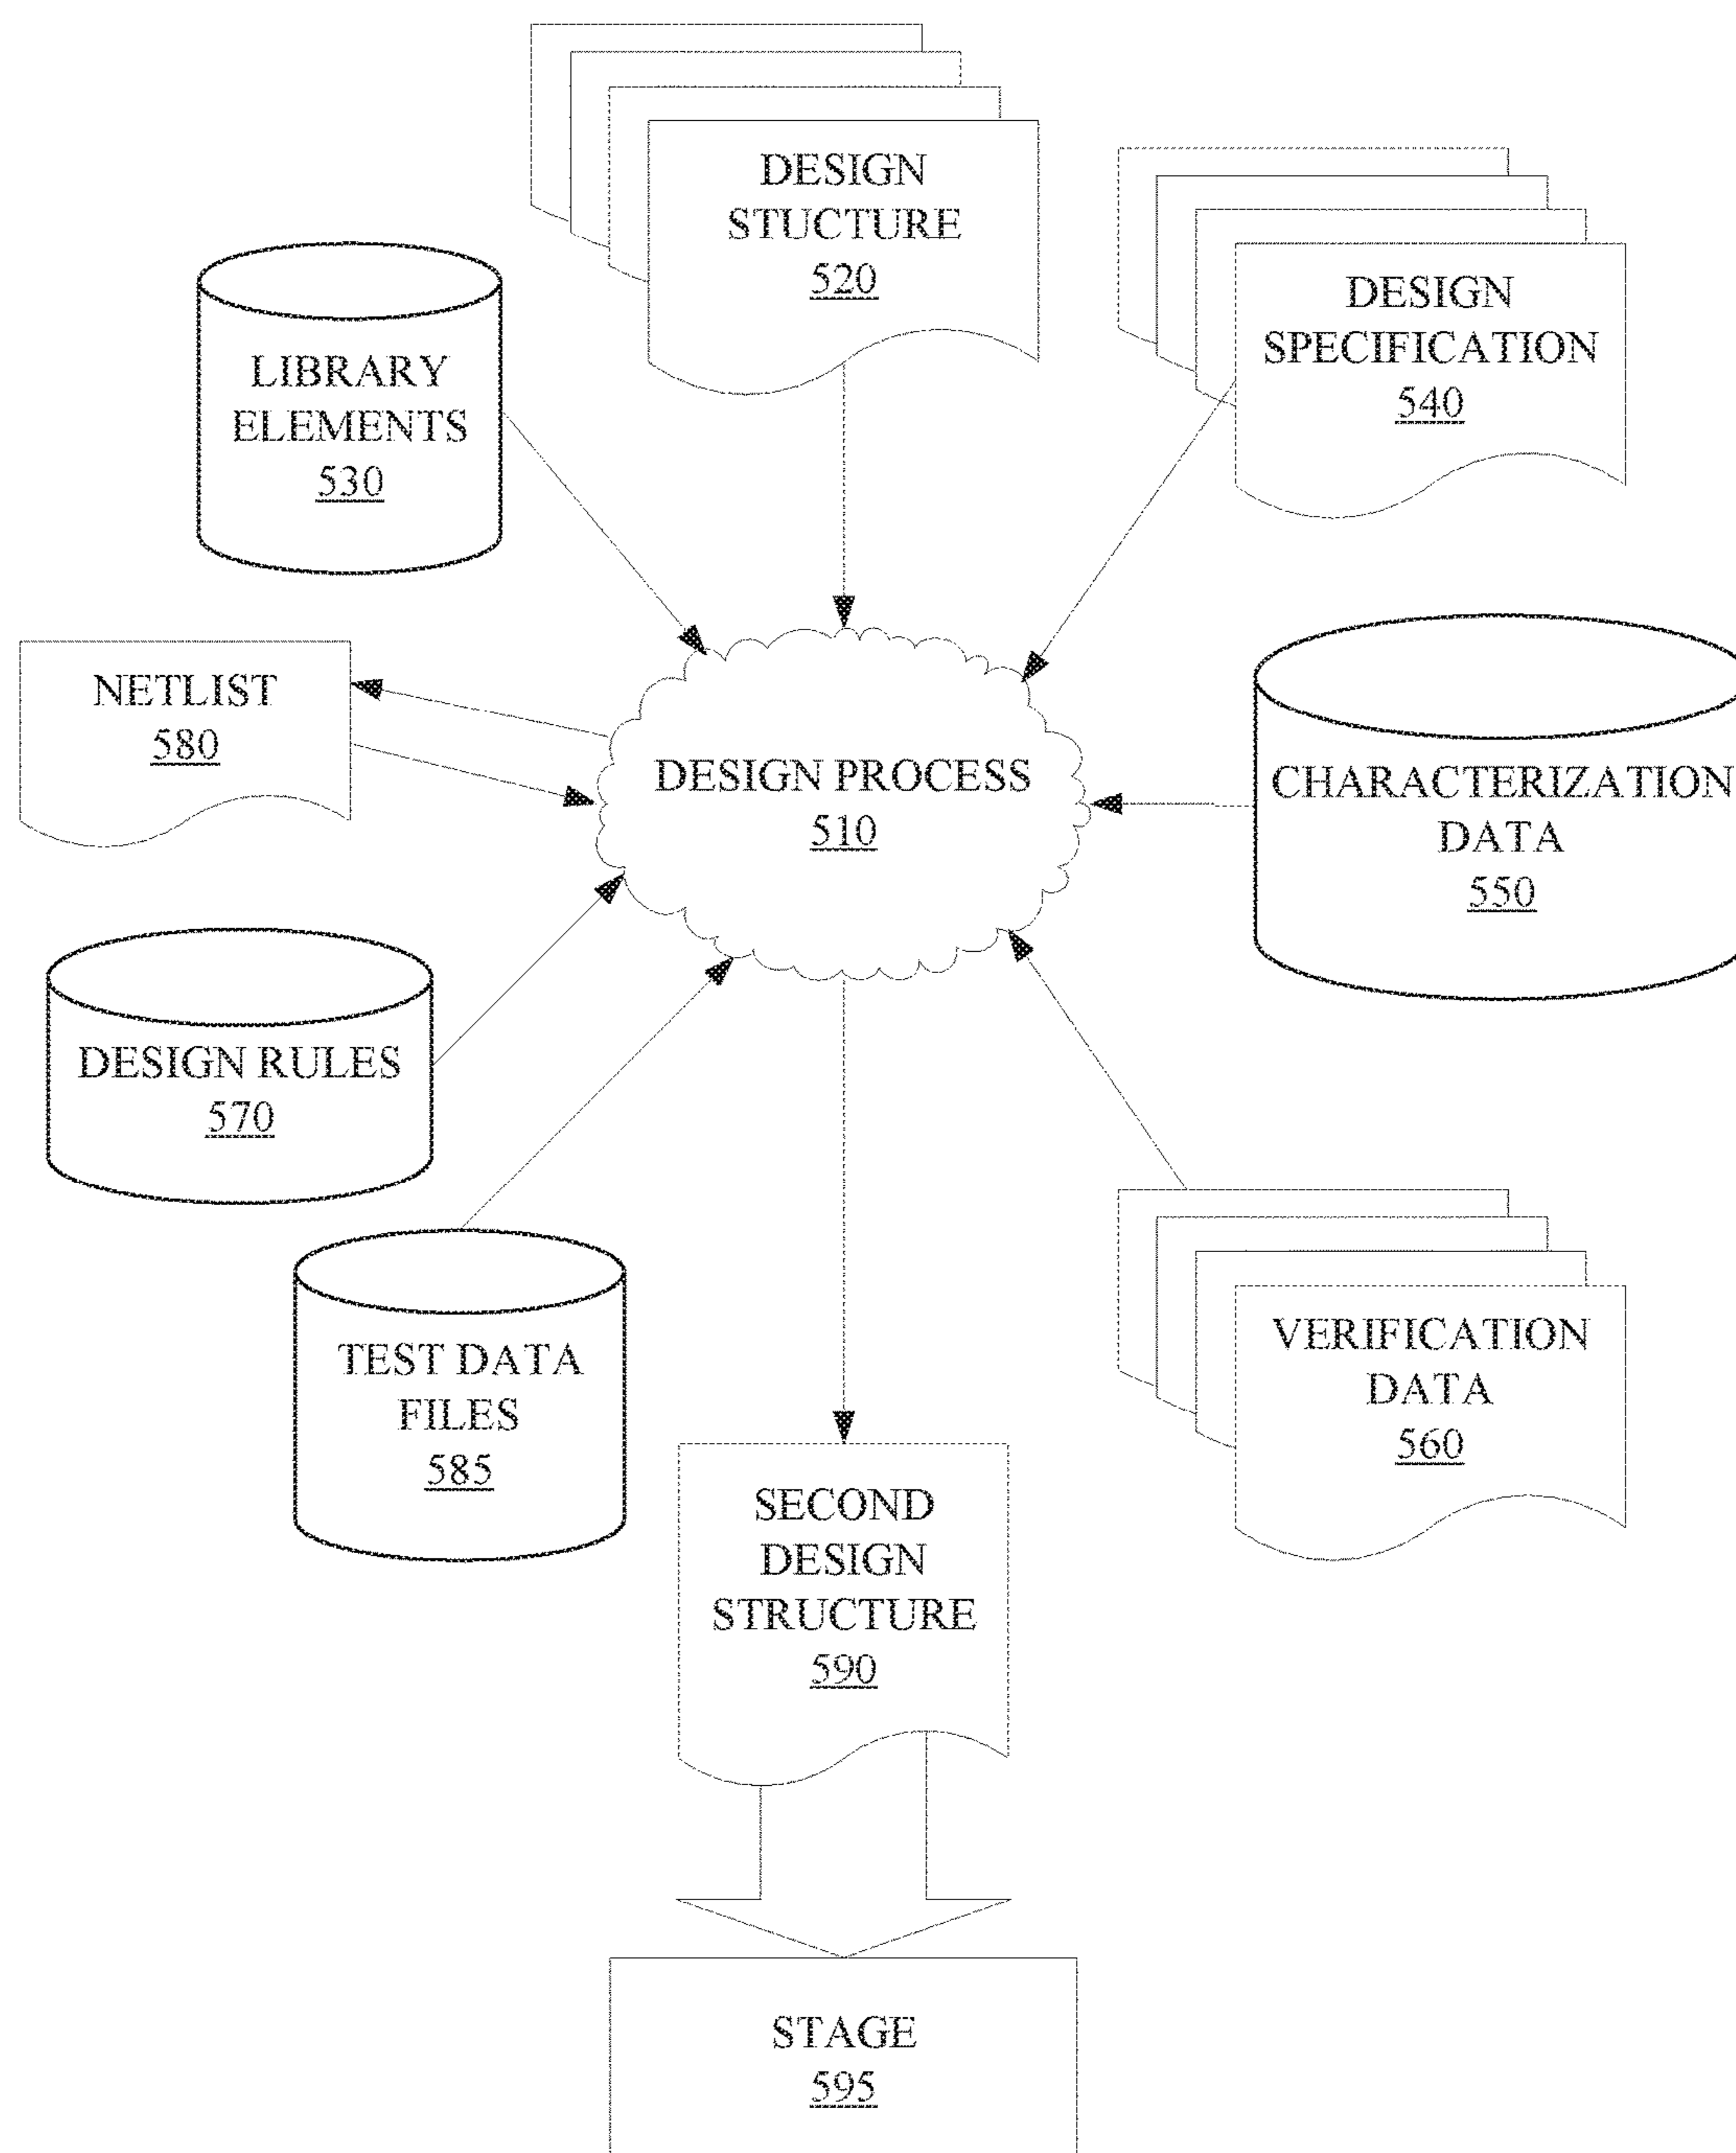 DESIGN
STUCTURE
520
DESIGN
SPECIFICATION
540
LIBRARY
ELEMENTS
530
NETLIST
580
DESIGN PROCESS
510
CHARACTERIZATION
DATA
550
DESIGN RULES
570
TEST DATA
FILES
585
VERIFICATION
DATA
560
SECOND
DESIGN
STRUCTURE
590
STAGE
595